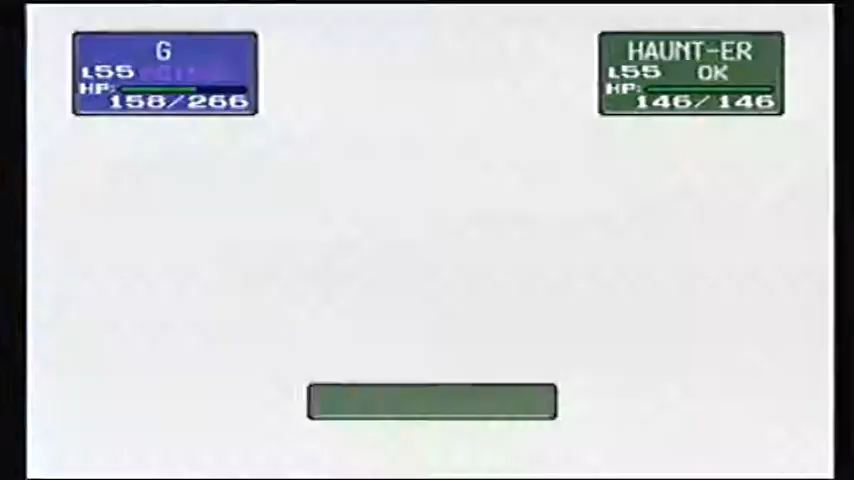 G
L55
HP:
158/266
HAUNT-ER
L55 OK
HP:
146/146